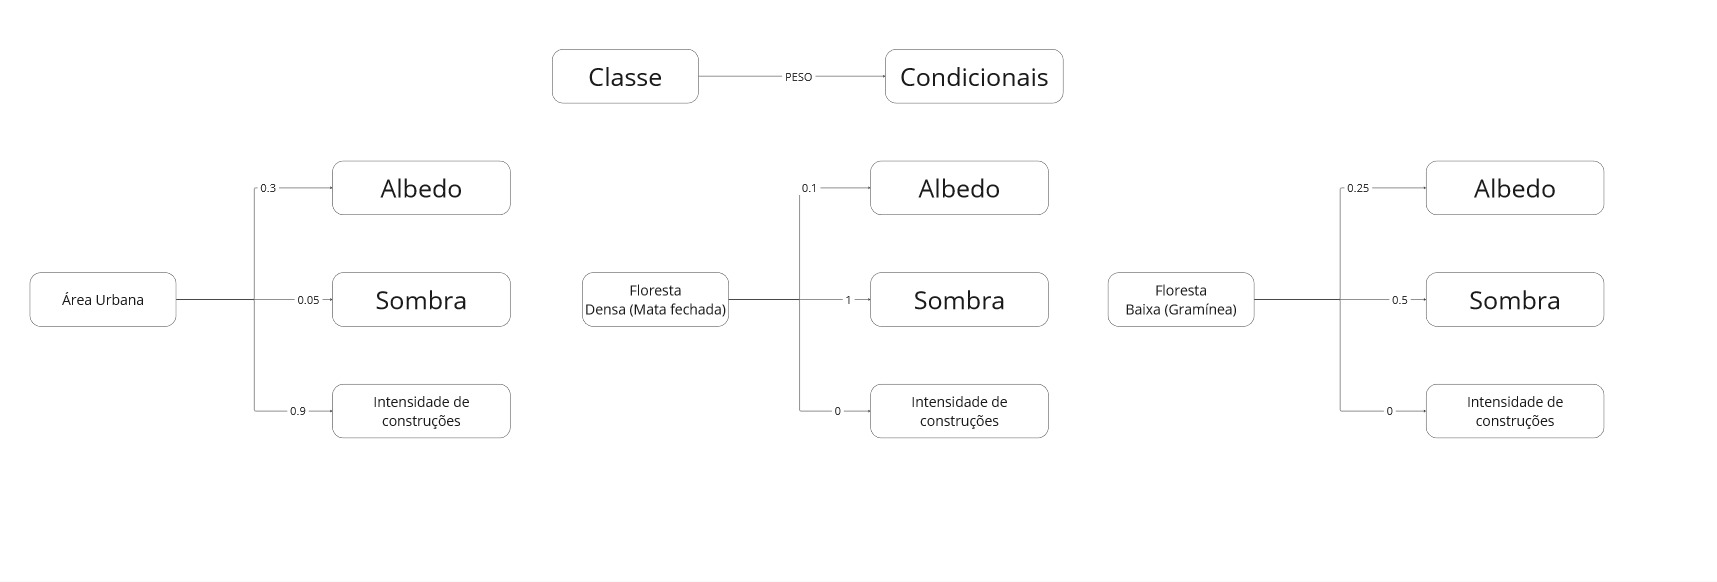 Classe
PESO
Condicionais
0.3
Albedo
Área Urbana
0.05
Sombra
0.9
Intensidade de
construções
0.1
Albedo
Floresta
Densa (Mata fechada)
1
Sombra
0
Intensidade de
construções
0.25
Albedo
Floresta
Baixa (Gramínea)
0.5
Sombra
0
Intensidade de
construções